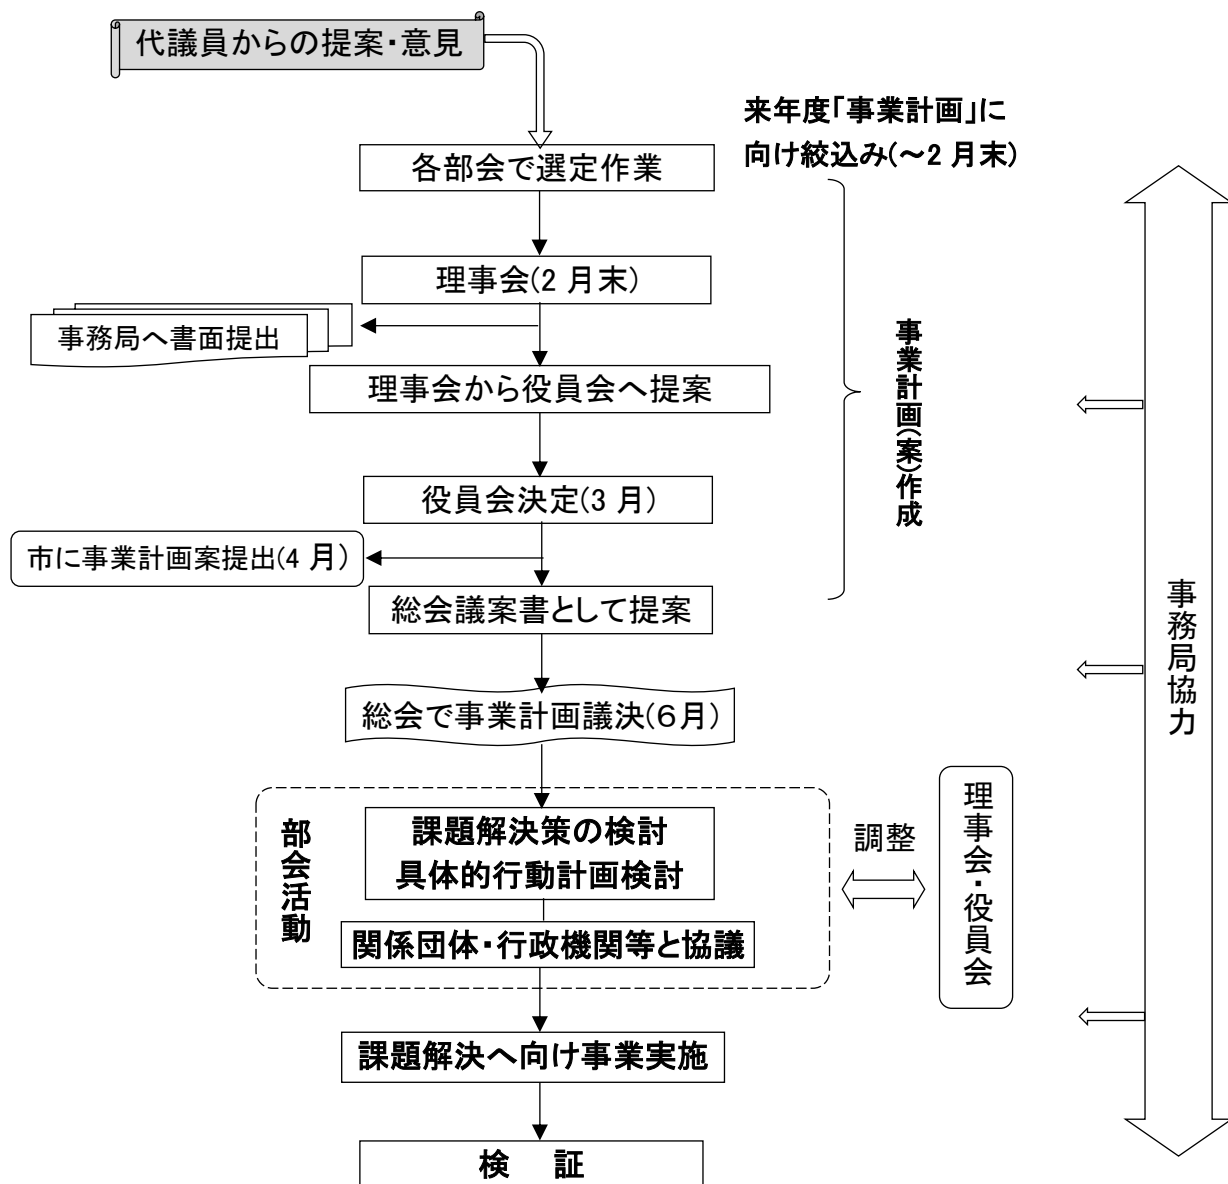 代議員からの提案・意見
来年度「事業計画」に
向け絞込み(～2 月末)
各部会で選定作業
理事会(2 月末)
事務局へ書面提出
理事会から役員会へ提案
事業計画(案)作成
役員会決定(3 月)
市に事業計画案提出(4 月)
総会議案書として提案
事務局協力
総会で事業計画議決(６月)
部会活動
課題解決策の検討
具体的行動計画検討
関係団体・行政機関等と協議
調整
理事会・役員会
課題解決へ向け事業実施
検　証